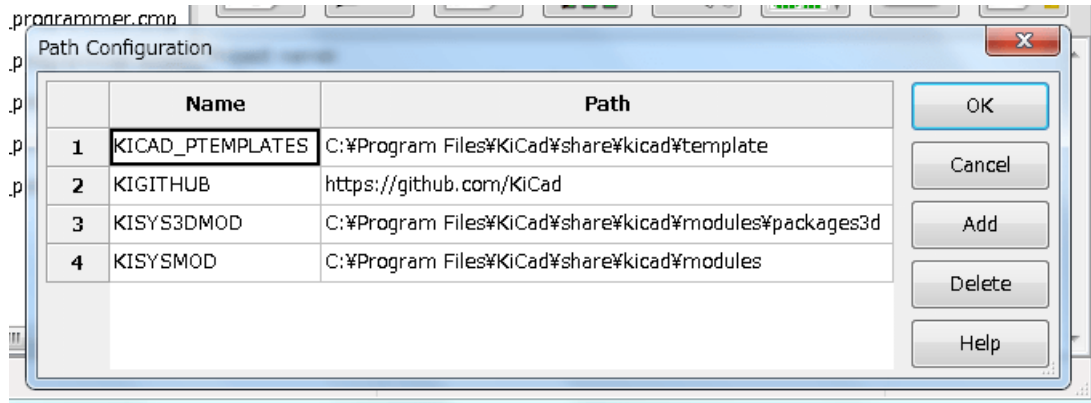 programmer.cmp
Path Configuration
Name Path
1 KICAD_PTEMPLATES C:¥Program Files¥KiCad¥share¥kicad¥template
2 KIGITHUB https://github.com/KiCad
3 KISYS3DMOD C:¥Program Files¥KiCad¥share¥kicad¥modules¥packages3d
4 KISYSMOD C:¥Program Files¥KiCad¥share¥kicad¥modules
OK
Cancel
Add
Delete
Help